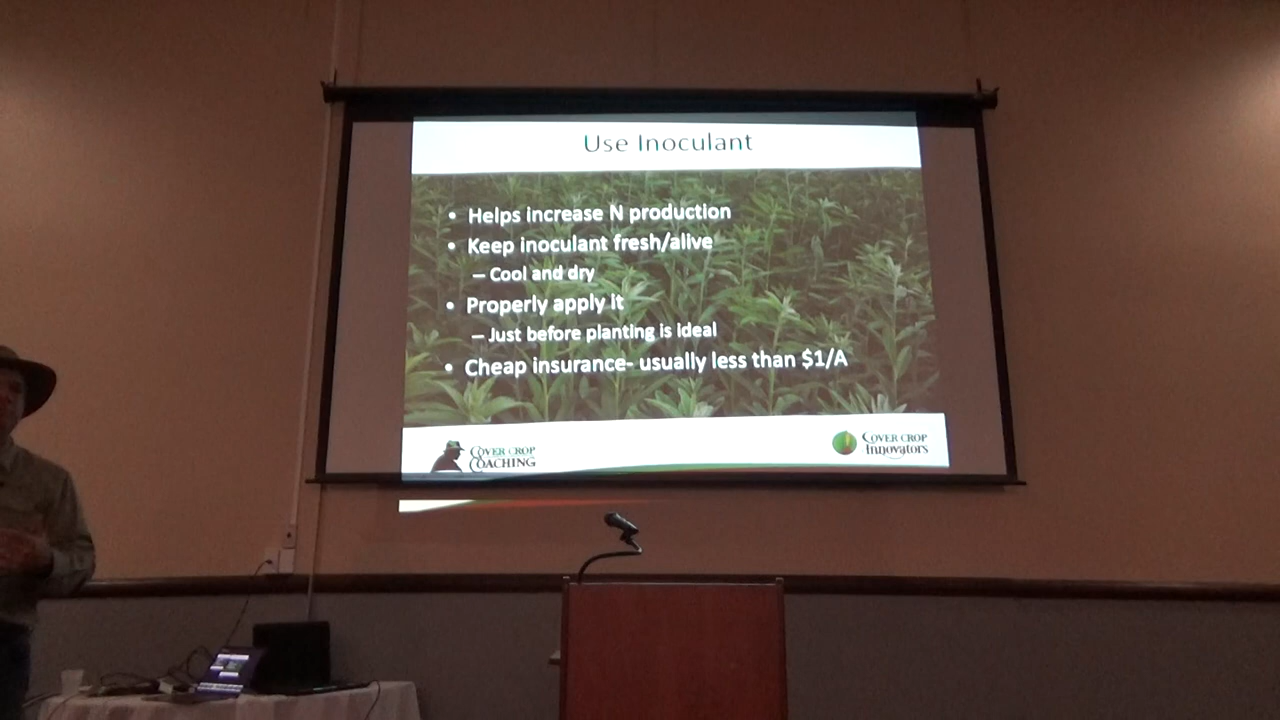 Use Inoculant
• Helps increase N production
• Keep inoculant fresh/alive
– Cool and dry
• Properly apply it
– Just before planting is ideal
• Cheap insurance- usually less than $1/A
COVER CROP
COACHING
COVER CROP
Innovators